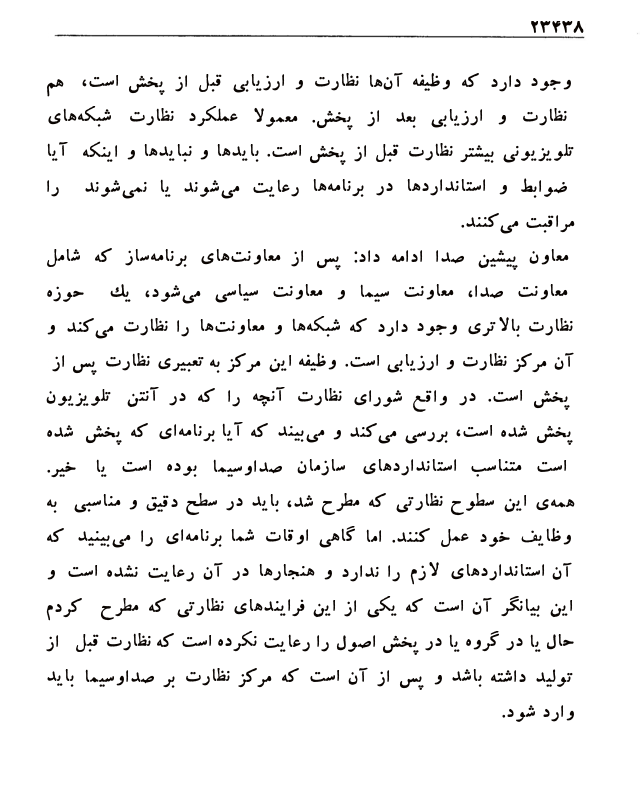 ۲۳۴۳۸
وجود دارد که وظیفه آن‌ها نظارت و ارزیابی قبل از پخش است، هم
نظارت و ارزیابی بعد از پخش. معمولا عملکرد نظارت شبکه‌های
تلویزیونی بیشتر نظارت قبل از پخش است. بایدها و نبایدها و اینکه آیا
ضوابط و استانداردها در برنامه‌ها رعایت می‌شوند یا نمی‌شوند را
مراقبت می‌کنند.
معاون پیشین صدا ادامه داد: پس از معاونت‌های برنامه‌ساز که شامل
معاونت صدا، معاونت سیما و معاونت سیاسی می‌شود، یك حوزه
نظارت بالاتری وجود دارد که شبکه‌ها و معاونت‌ها را نظارت می‌کند و
آن مرکز نظارت و ارزیابی است. وظیفه این مرکز به تعبیری نظارت پس از
پخش است. در واقع شورای نظارت آنچه را که در آنتن تلویزیون
پخش شده است، بررسی می‌کند و می‌بیند که آیا برنامه‌ای که پخش شده
است متناسب استانداردهای سازمان صداوسیما بوده است یا خیر.
همه‌ی این سطوح نظارتی که مطرح شد، باید در سطح دقیق و مناسبی به
وظایف خود عمل کنند. اما گاهی اوقات شما برنامه‌ای را می‌بینید که
آن استانداردهای لازم را ندارد و هنجارها در آن رعایت نشده است و
این بیانگر آن است که یکی از این فرایندهای نظارتی که مطرح کردم
حال یا در گروه یا در پخش اصول را رعایت نکرده است که نظارت قبل از
تولید داشته باشد و پس از آن است که مرکز نظارت بر صداوسیما باید
وارد شود.